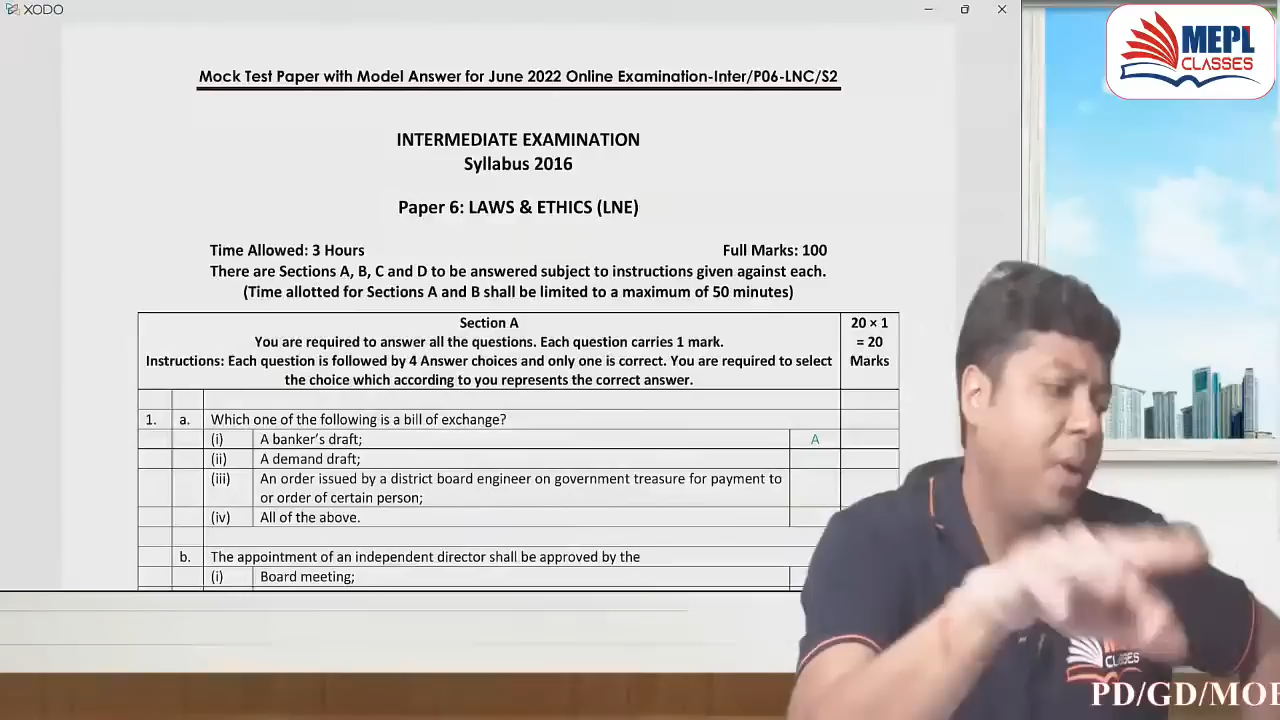 XODO
MEPL
CLASSES
Mock Test Paper with Model Answer for June 2022 Online Examination-Inter/P06-LNC/S2
INTERMEDIATE EXAMINATION
Syllabus 2016
Paper 6: LAWS & ETHICS (LNE)
Time Allowed: 3 Hours Full Marks: 100
There are Sections A, B, C and D to be answered subject to instructions given against each.
(Time allotted for Sections A and B shall be limited to a maximum of 50 minutes)
Section A 20 × 1
You are required to answer all the questions. Each question carries 1 mark. = 20
Instructions: Each question is followed by 4 Answer choices and only one is correct. You are required to select Marks
the choice which according to you represents the correct answer.
1. a. Which one of the following is a bill of exchange?
(i) A banker's draft; A
(ii) A demand draft;
(iii) An order issued by a district board engineer on government treasure for payment to
or order of certain person;
(iv) All of the above.
b. The appointment of an independent director shall be approved by the
(i) Board meeting;
CLASSES
PD/GD/MOE